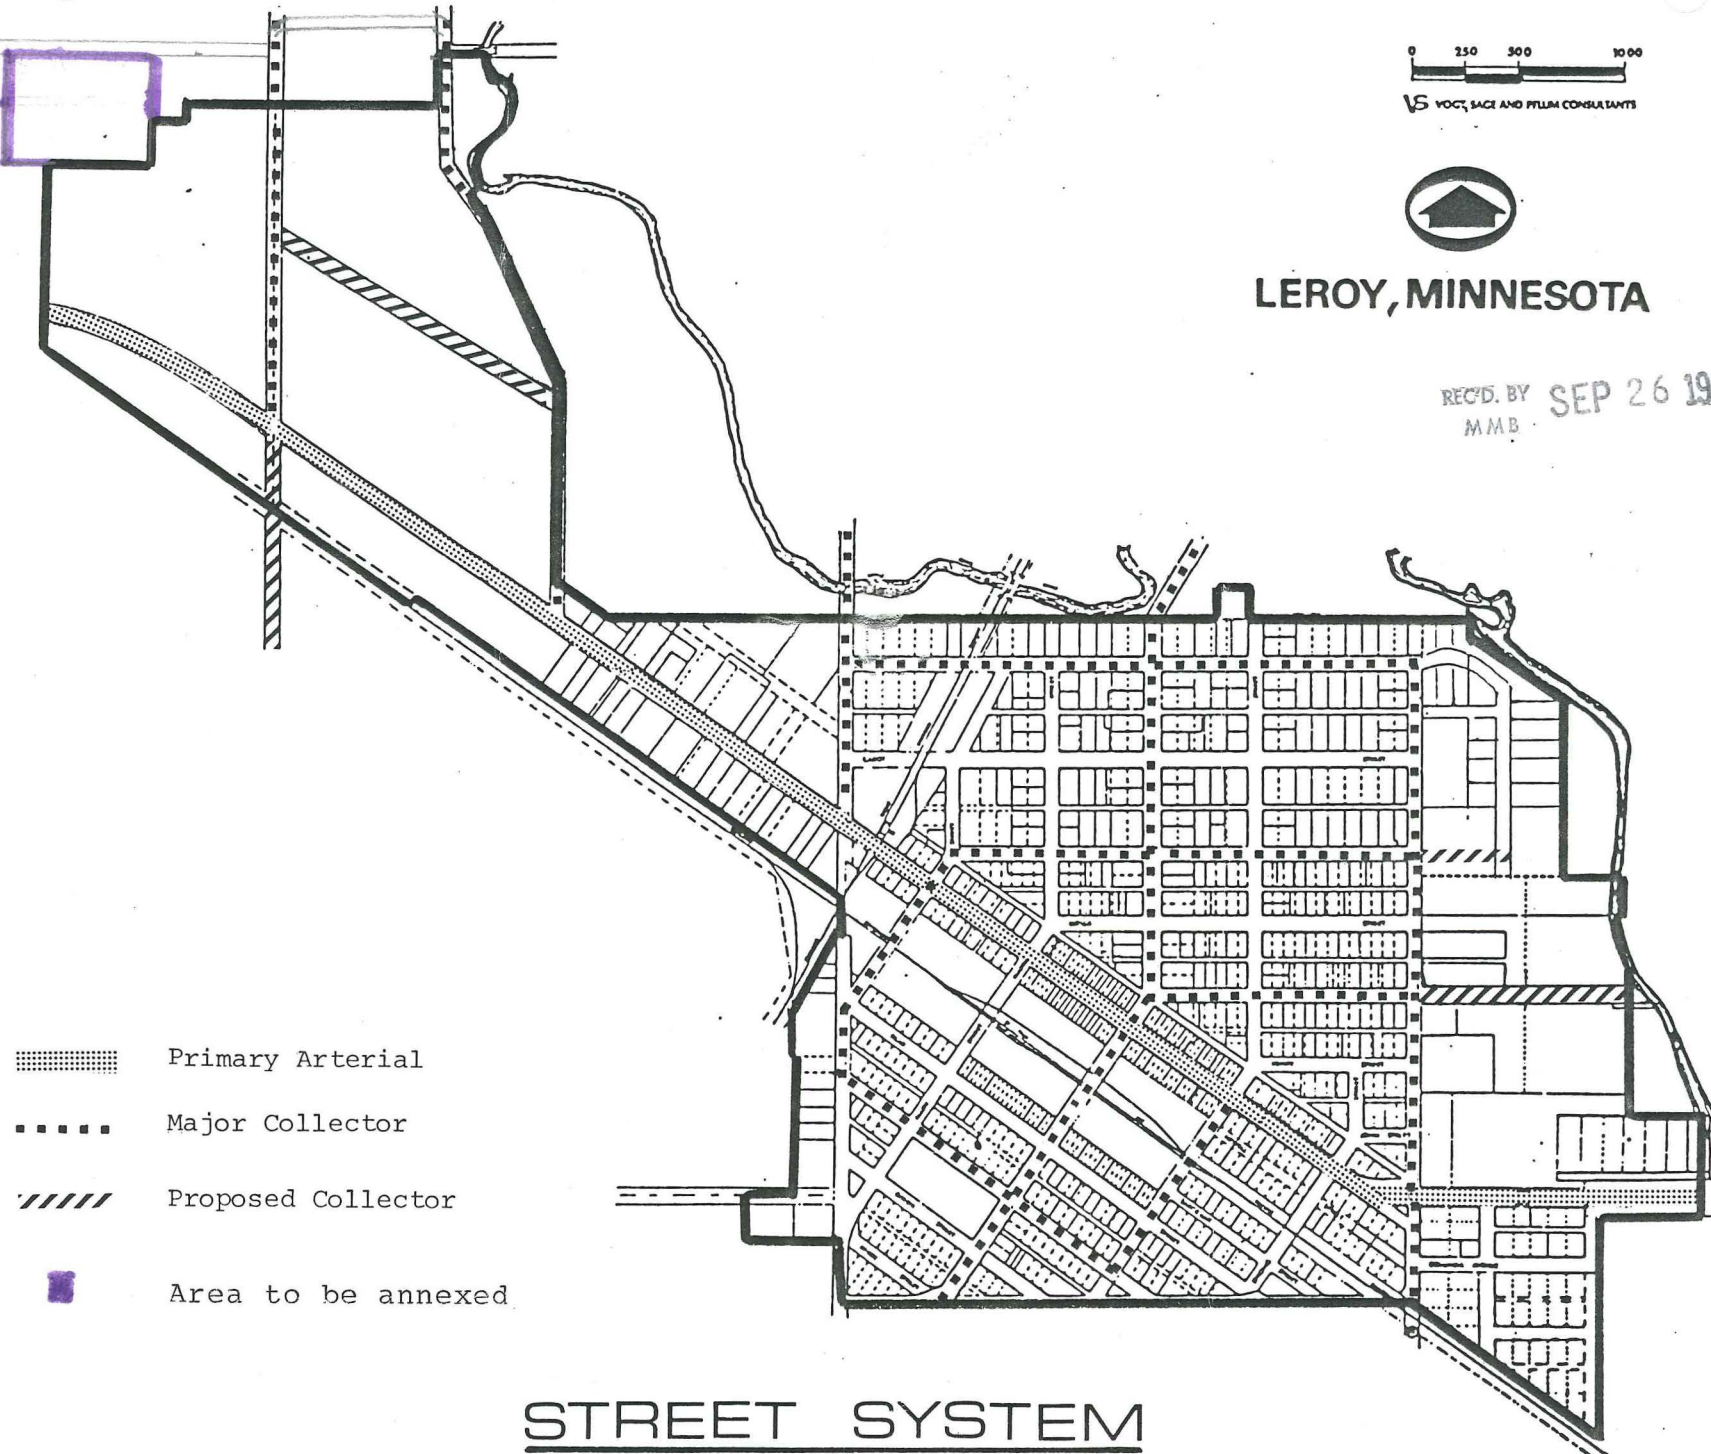 0 250 500 1000
VS VOGT, SAGE AND PFLUM CONSULTANTS
LEROY, MINNESOTA
REC'D. BY SEP 26 19
MMB
Primary Arterial
Major Collector
Proposed Collector
Area to be annexed
STREET SYSTEM